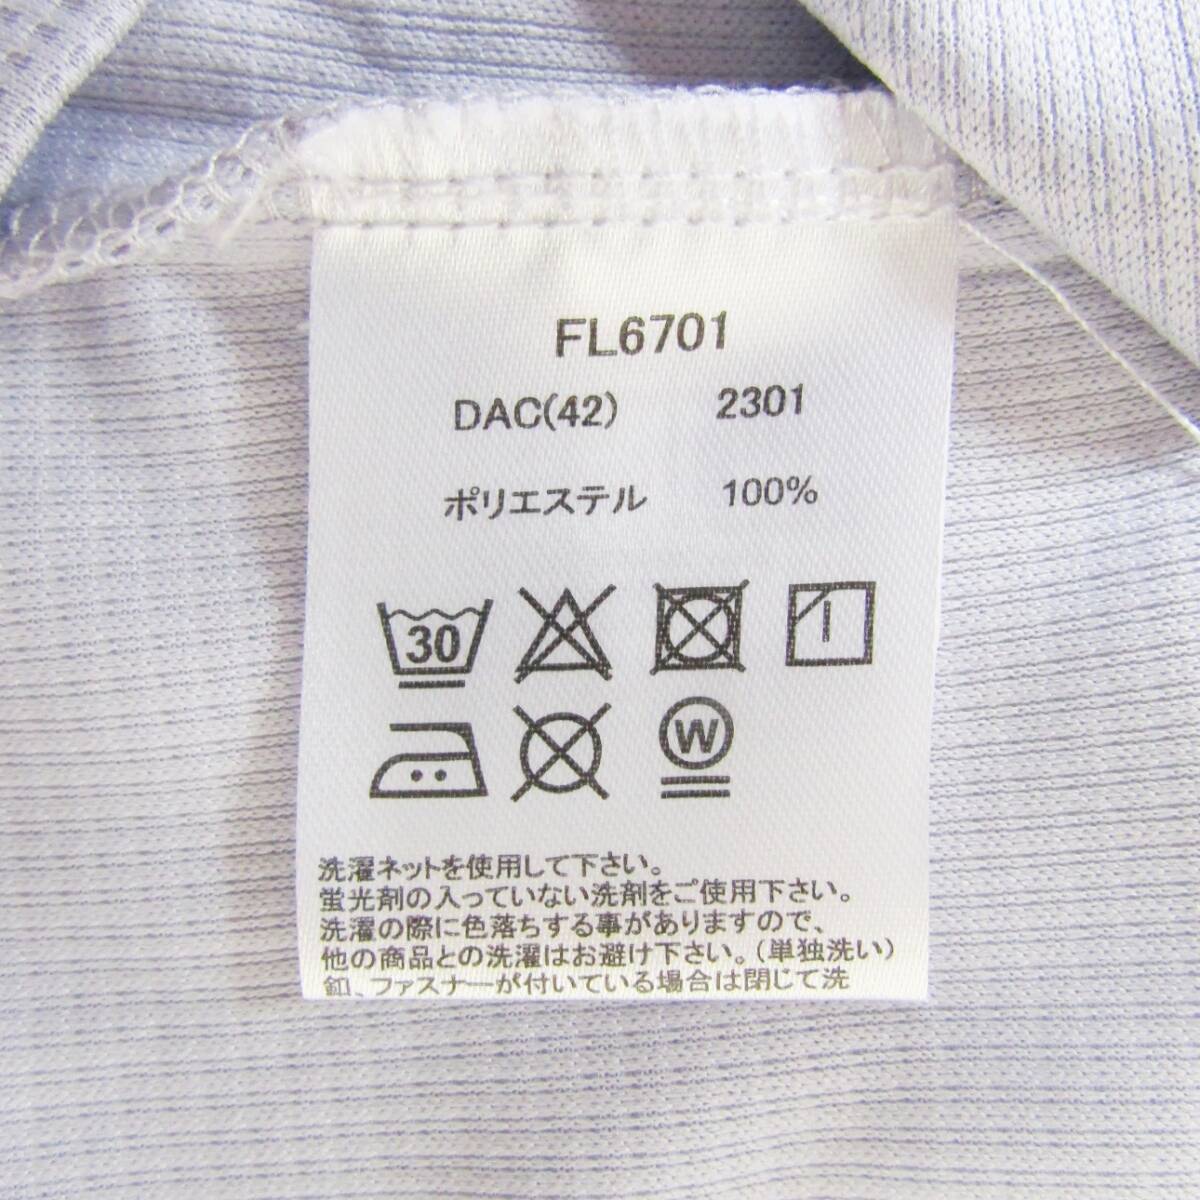 FL6701
DAC(42) 2301
ポリエステル 100%
30
W
洗濯ネットを使用して下さい。
蛍光剤の入っていない洗剤をご使用下さい。
洗濯の際に色落ちする事がありますので、
他の商品との洗濯はお避け下さい。(単独洗い)
釦、ファスナーが付いている場合は閉じて洗